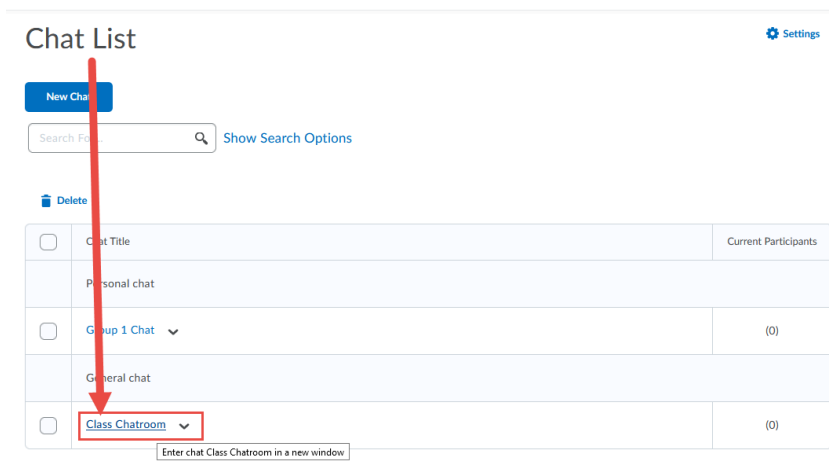 Chat List
Settings
New Chat
Search For...
Show Search Options
Delete
Chat Title
Current Participants
Personal chat
Group 1 Chat
(0)
General chat
Class Chatroom
(0)
Enter chat Class Chatroom in a new window